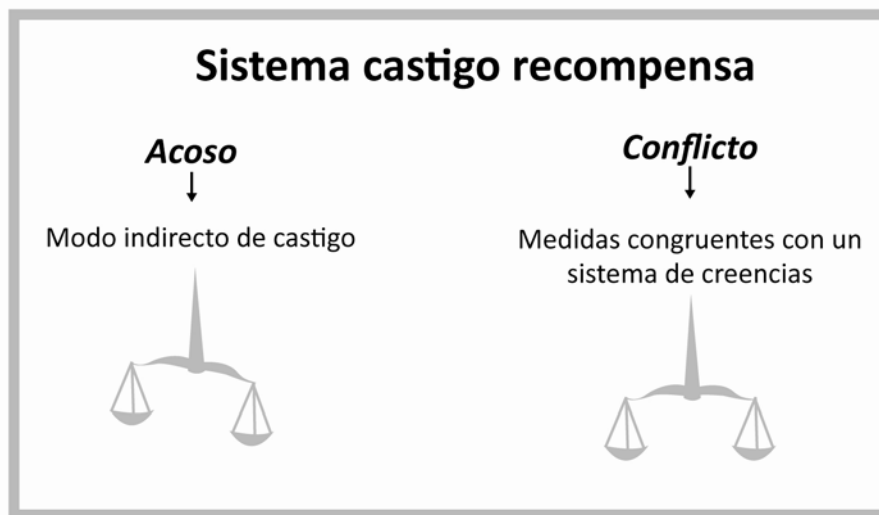 Sistema castigo recompensa
Acoso
Modo indirecto de castigo
Conflicto
Medidas congruentes con un
sistema de creencias